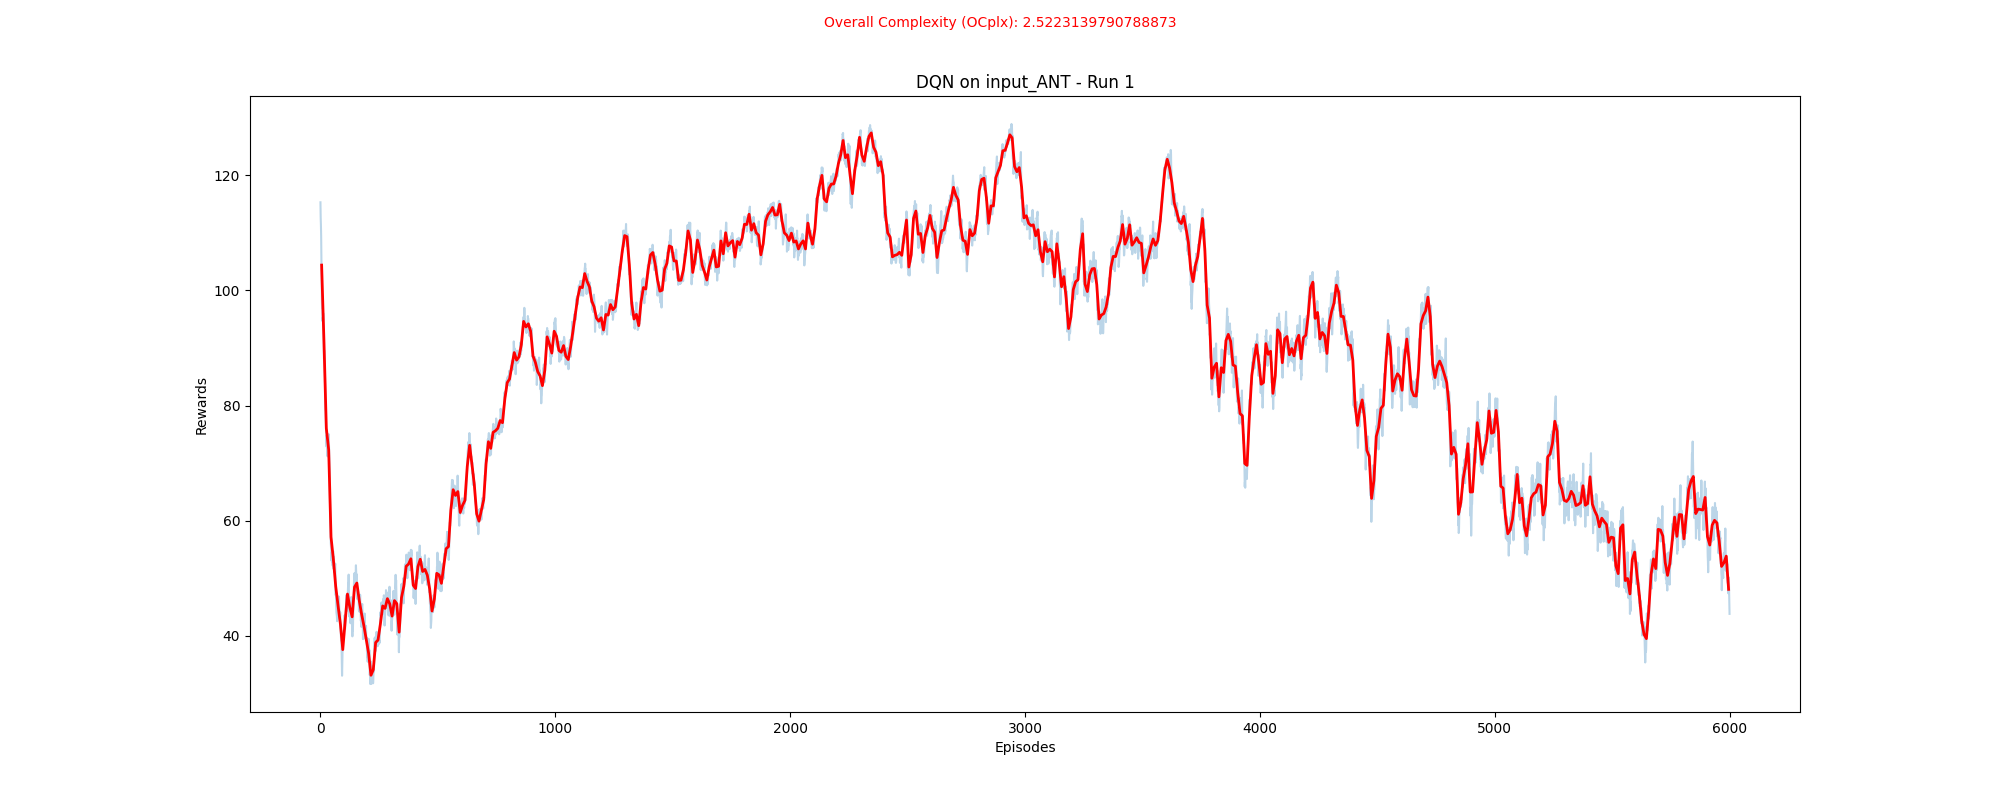 Overall Complexity (OCplx): 2.5223139790788873
DQN on input_ANT - Run 1
Rewards
120
100
80
60
40
0 1000 2000 3000 4000 5000 6000
Episodes